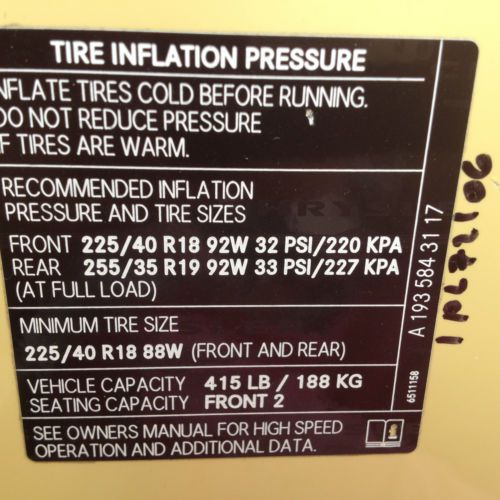 TIRE INFLATION PRESSURE
NFLATE TIRES COLD BEFORE RUNNING.
DO NOT REDUCE PRESSURE
F TIRES ARE WARM.
RECOMMENDED INFLATION
PRESSURE AND TIRE SIZES
FRONT 225/40 R18 92W 32 PSI/220 KPA
REAR 255/35 R19 92W 33 PSI/227 KPA
(AT FULL LOAD)
MINIMUM TIRE SIZE
225/40 R18 88W (FRONT AND REAR)
VEHICLE CAPACITY 415 LB / 188 KG
SEATING CAPACITY FRONT 2
SEE OWNERS MANUAL FOR HIGH SPEED
OPERATION AND ADDITIONAL DATA.
A 193 584 31 17
6511158